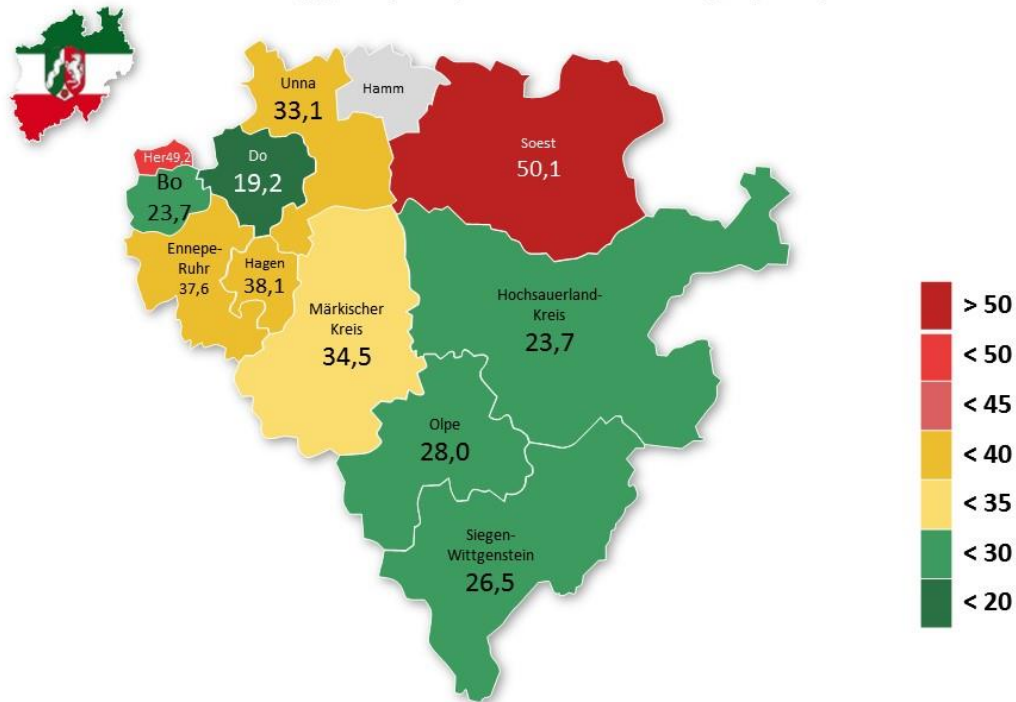 Unna
33,1
Hamm
Soest
50,1
Her49,2
Do
19,2
Bo
23,7
Ennepe-
Ruhr
37,6
Hagen
38,1
Märkischer
Kreis
34,5
Hochsauerland-
Kreis
23,7
Olpe
28,0
Siegen-
Wittgenstein
26,5
> 50
< 50
< 45
< 40
< 35
< 30
< 20